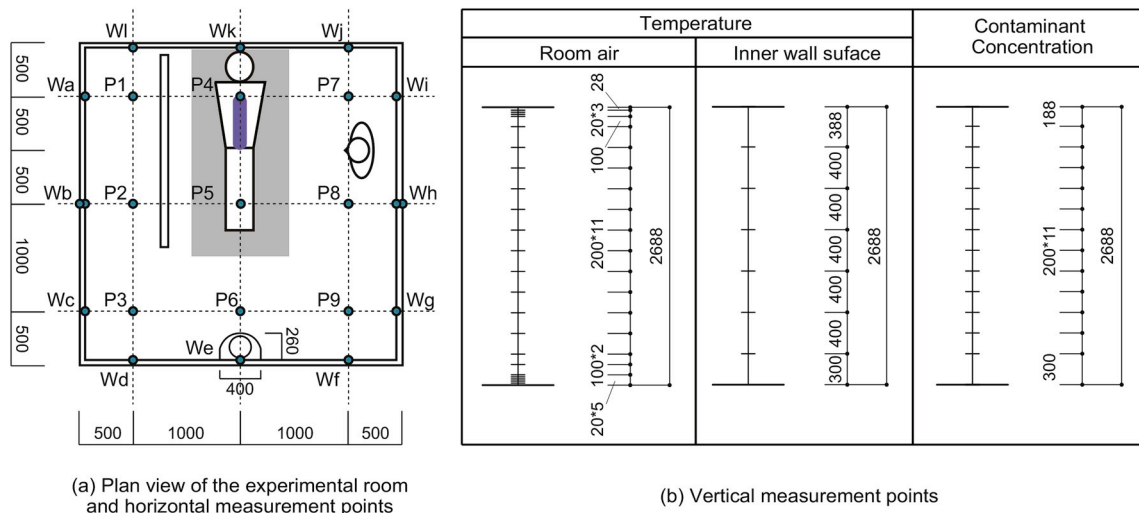 Wl Wk Wj
500
Wa P1 P4 P7 Wi
500
500
Wb P2 P5 P8 Wh
1000
Wc P3 P6 P9 Wg
500
We 260
Wd 400 Wf
500 1000 1000 500
(a) Plan view of the experimental room
and horizontal measurement points
Temperature
Contaminant
Concentration
Room air
Inner wall suface
28
20*3
100
200*11
2688
100*2
20*5
388
400
400
400
400
400
300
2688
188
200*11
2688
300
(b) Vertical measurement points